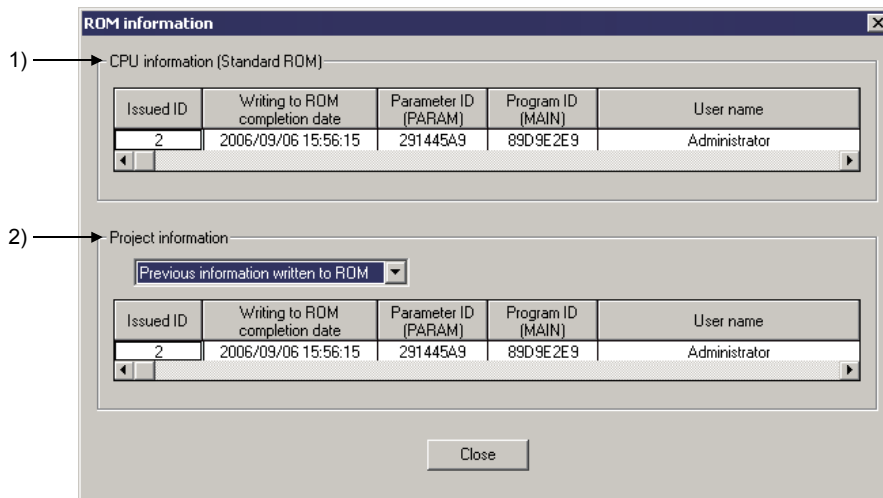 ROM information
1)
CPU information (Standard ROM)
Issued ID
Writing to ROM
completion date
Parameter ID
(PARAM)
Program ID
(MAIN)
User name
2
2006/09/06 15:56:15
291445A9
89D9E2E9
Administrator
2)
Project information
Previous information written to ROM
Issued ID
Writing to ROM
completion date
Parameter ID
(PARAM)
Program ID
(MAIN)
User name
2
2006/09/06 15:56:15
291445A9
89D9E2E9
Administrator
Close